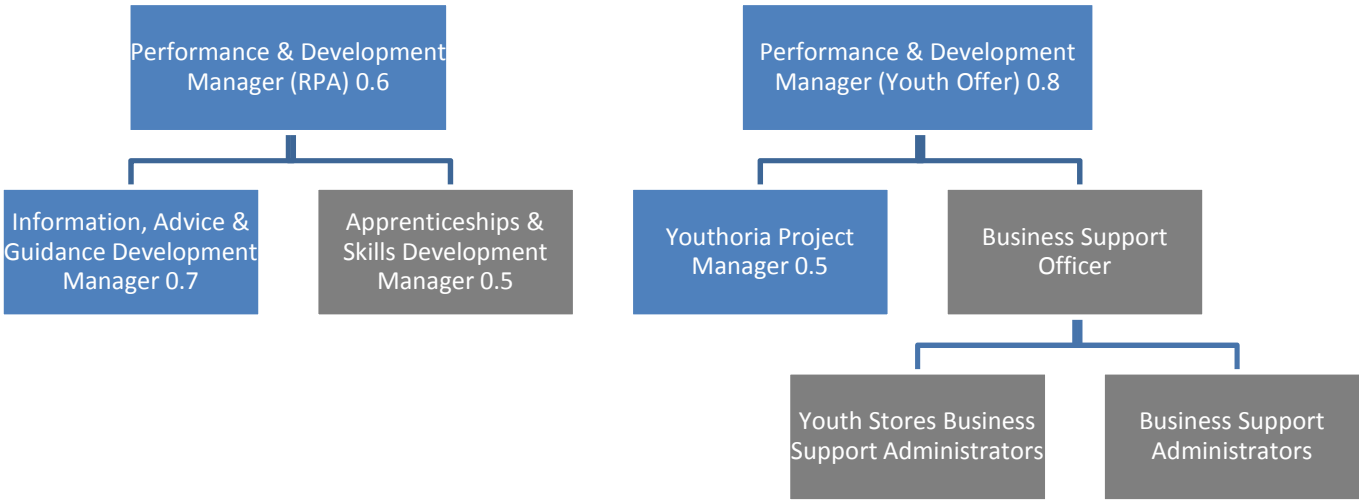 Performance & Development
Manager (RPA) 0.6
Performance & Development
Manager (Youth Offer) 0.8
Information, Advice &
Guidance Development
Manager 0.7
Apprenticeships &
Skills Development
Manager 0.5
Youthoria Project
Manager 0.5
Business Support
Officer
Youth Stores Business
Support Administrators
Business Support
Administrators